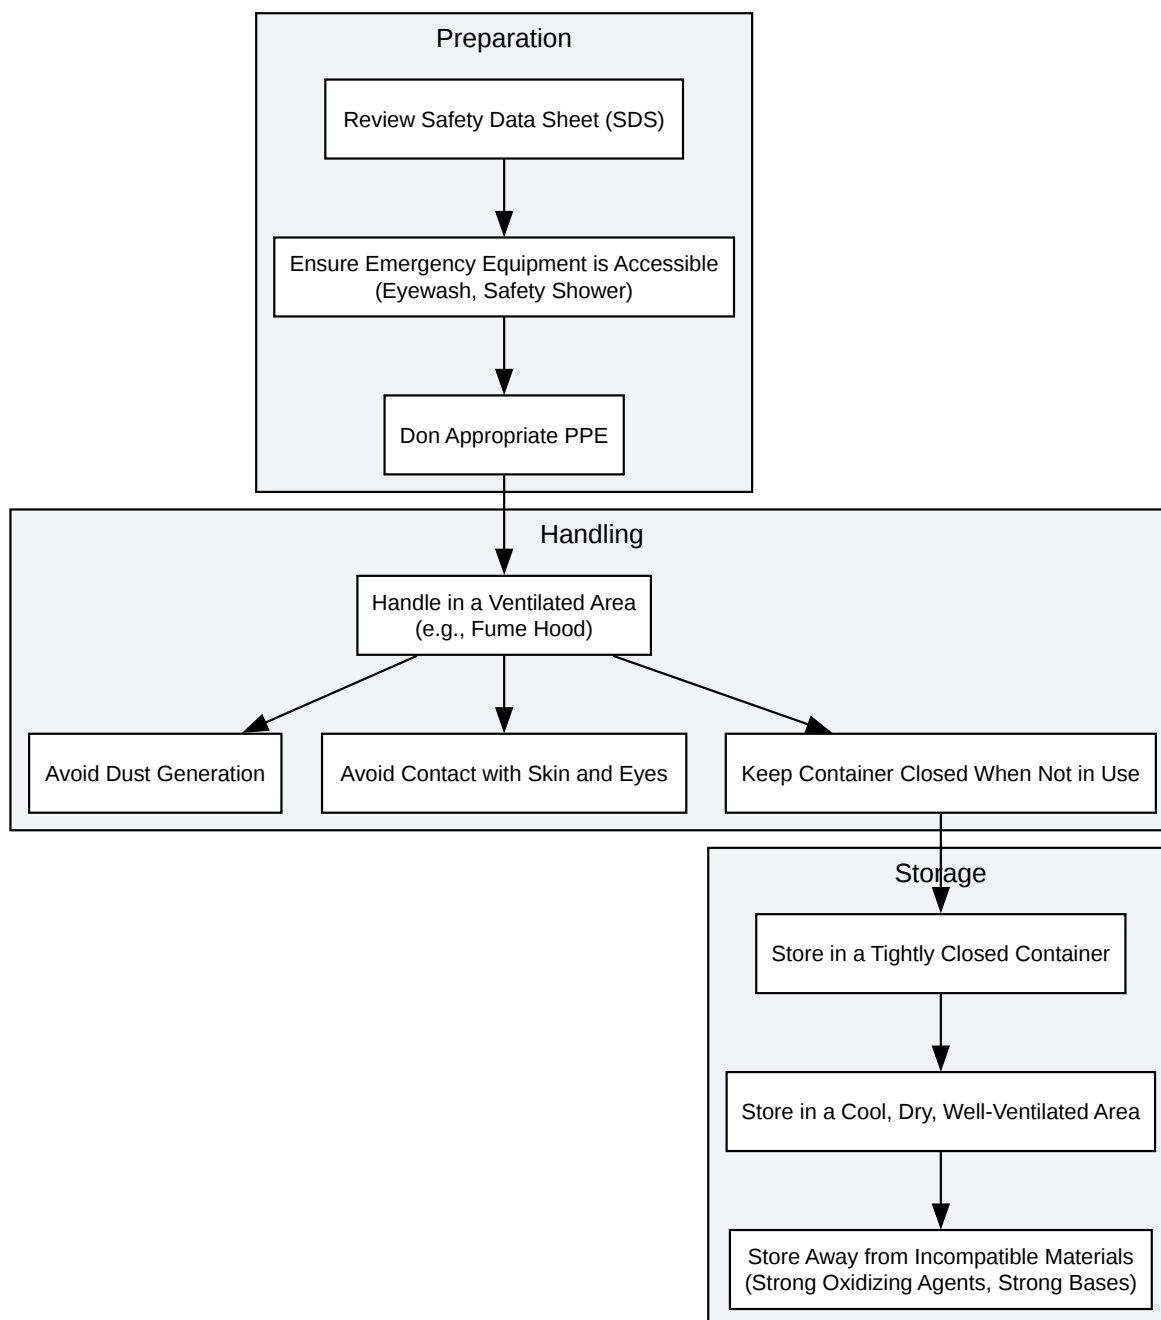 Preparation
Review Safety Data Sheet (SDS)
Ensure Emergency Equipment is Accessible
(Eyewash, Safety Shower)
Don Appropriate PPE
Handling
Handle in a Ventilated Area
(e.g., Fume Hood)
Avoid Dust Generation
Avoid Contact with Skin and Eyes
Keep Container Closed When Not in Use
Storage
Store in a Tightly Closed Container
Store in a Cool, Dry, Well-Ventilated Area
Store Away from Incompatible Materials
(Strong Oxidizing Agents, Strong Bases)